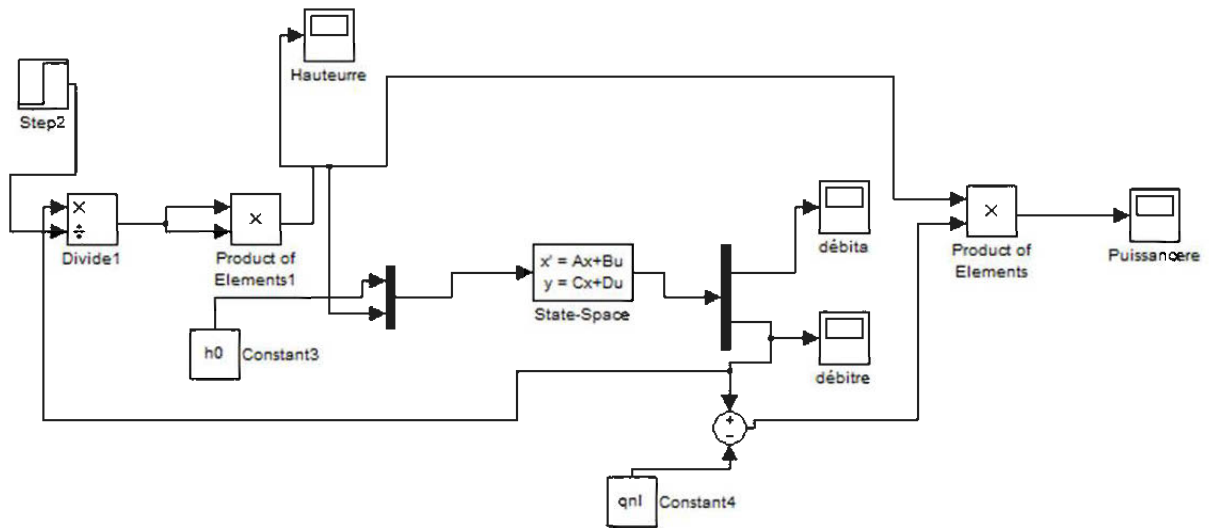 Hauteurre
Step2
×
÷
Divide1
×
Product of
Elements1
h0
Constant3
x' = Ax+Bu
y = Cx+Du
State-Space
débita
débitre
+
−
qnl
Constant4
×
Product of
Elements
Puissancere